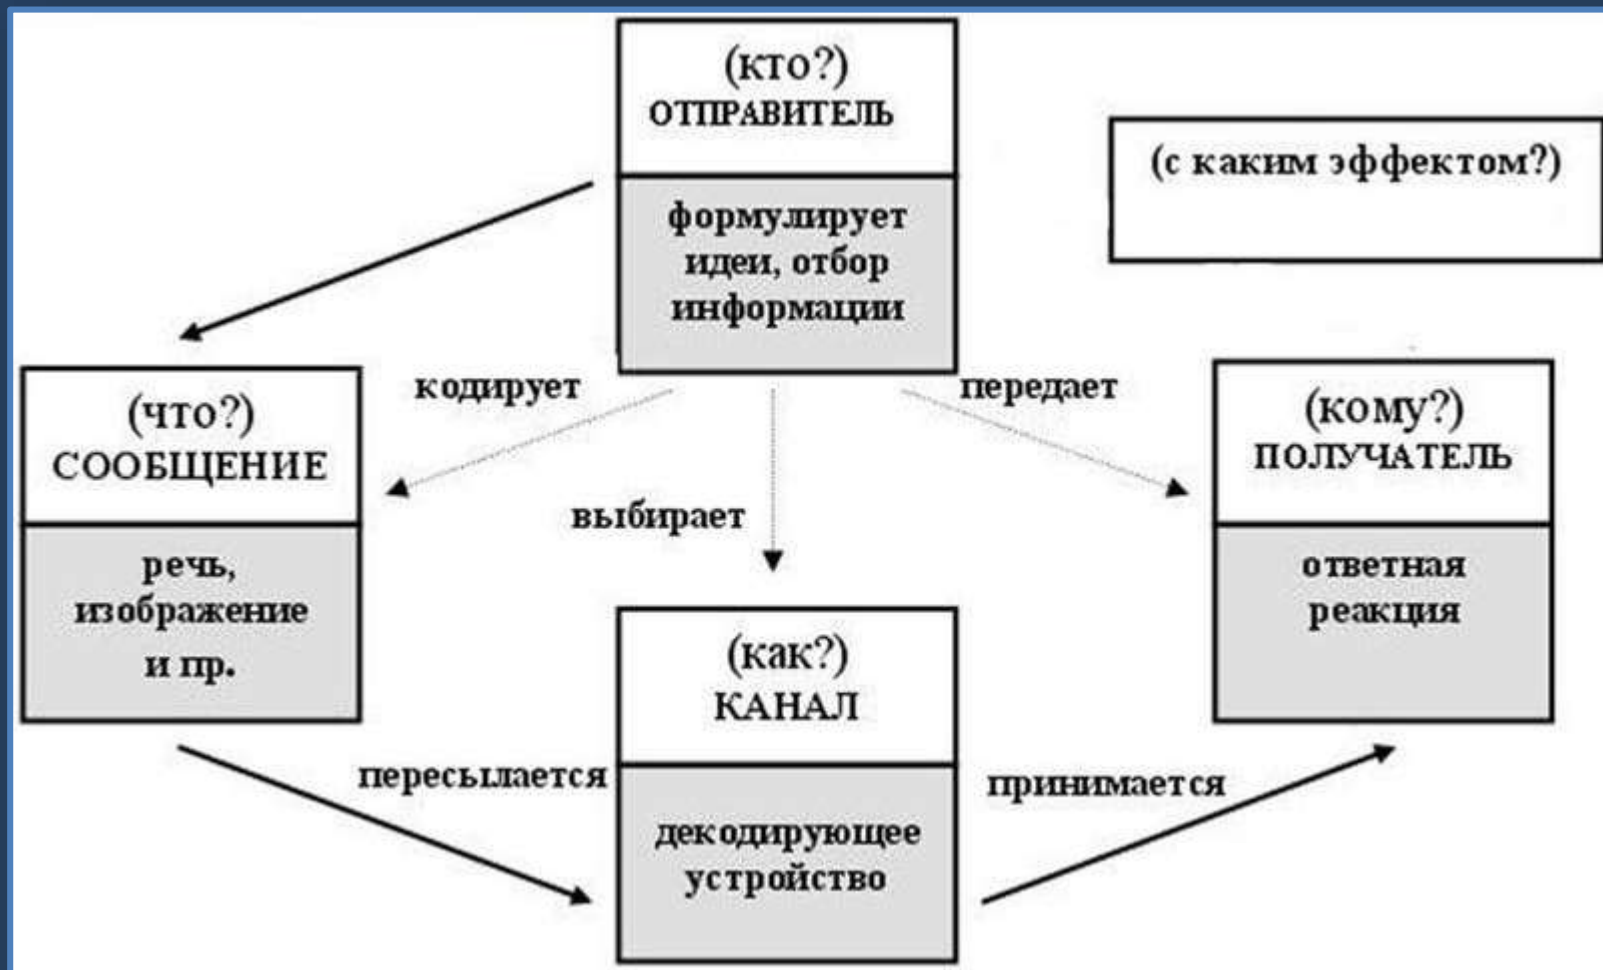 (кто?)
ОТПРАВИТЕЛЬ
формулирует
идеи, отбор
информации
(с каким эффектом?)
кодирует
передает
выбирает
(что?)
СООБЩЕНИЕ
речь,
изображение
и пр.
(кому?)
ПОЛУЧАТЕЛЬ
ответная
реакция
(как?)
КАНАЛ
декодирующее
устройство
пересылается
принимается